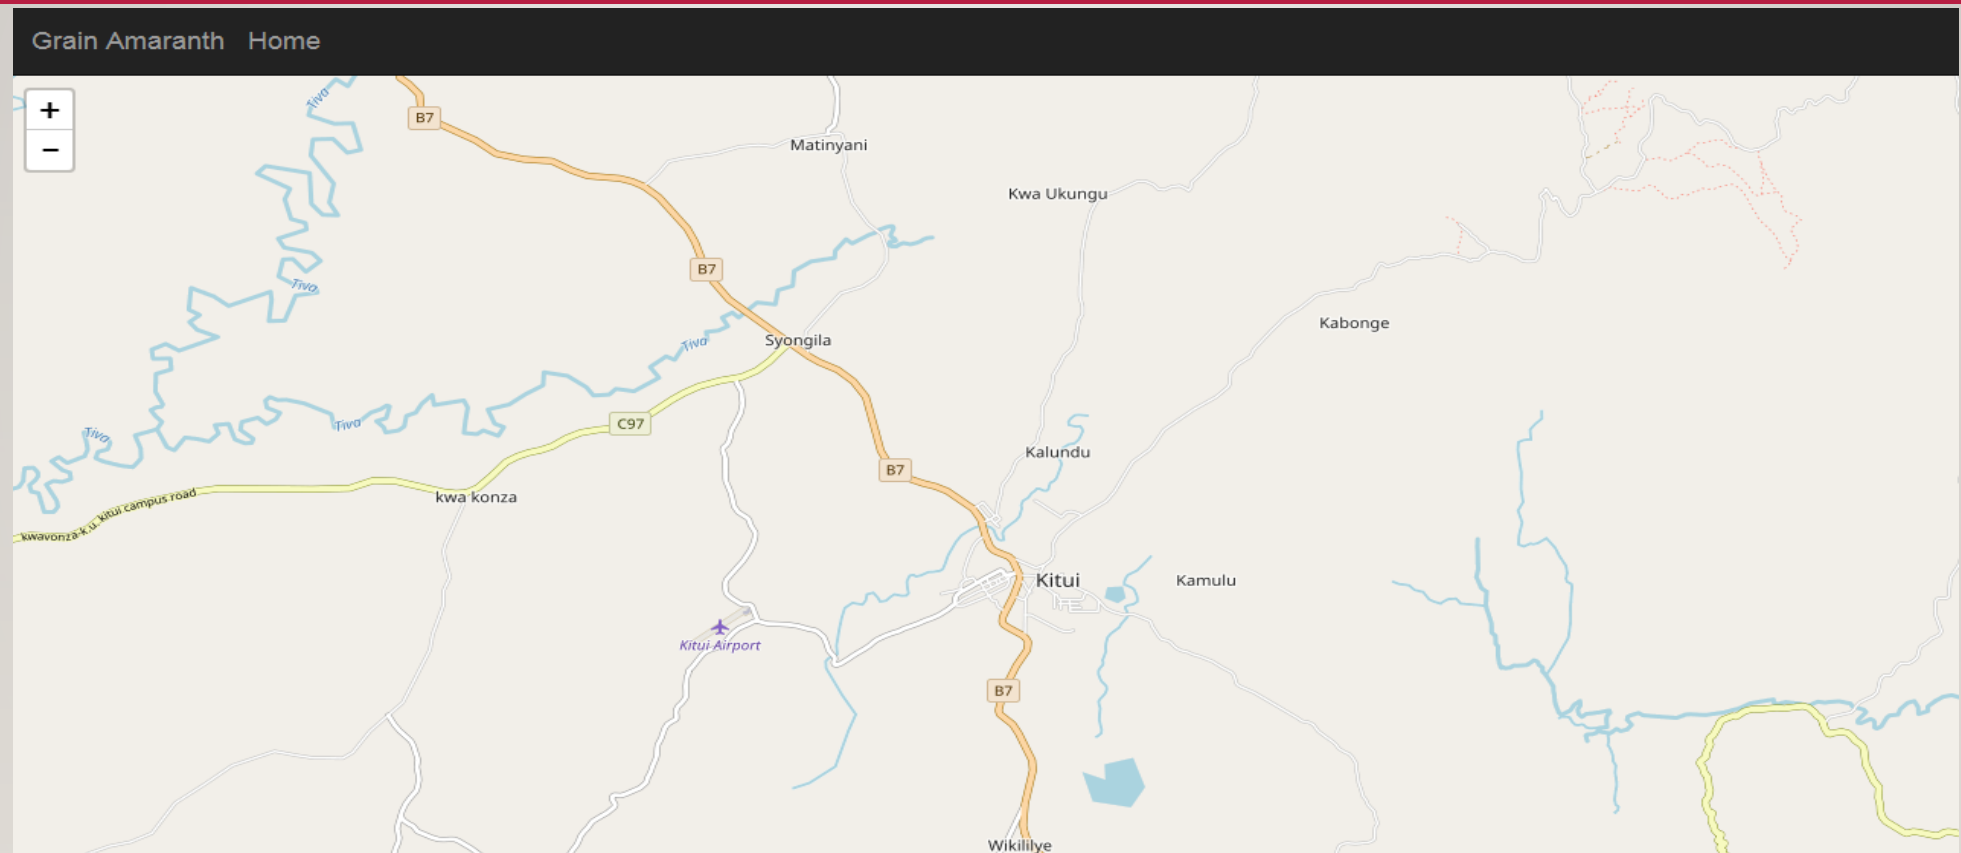 Grain Amaranth Home
+
−
Tiva
B7
Matinyani
Kwa Ukungu
B7
Tiva
Kabonge
Syongila
Tiva
C97
Tiva
Tiva
Kalundu
B7
kwa konza
kwavonza-k.u. kitui campus road
Kitui
Kamulu
Kitui Airport
B7
Wikililye